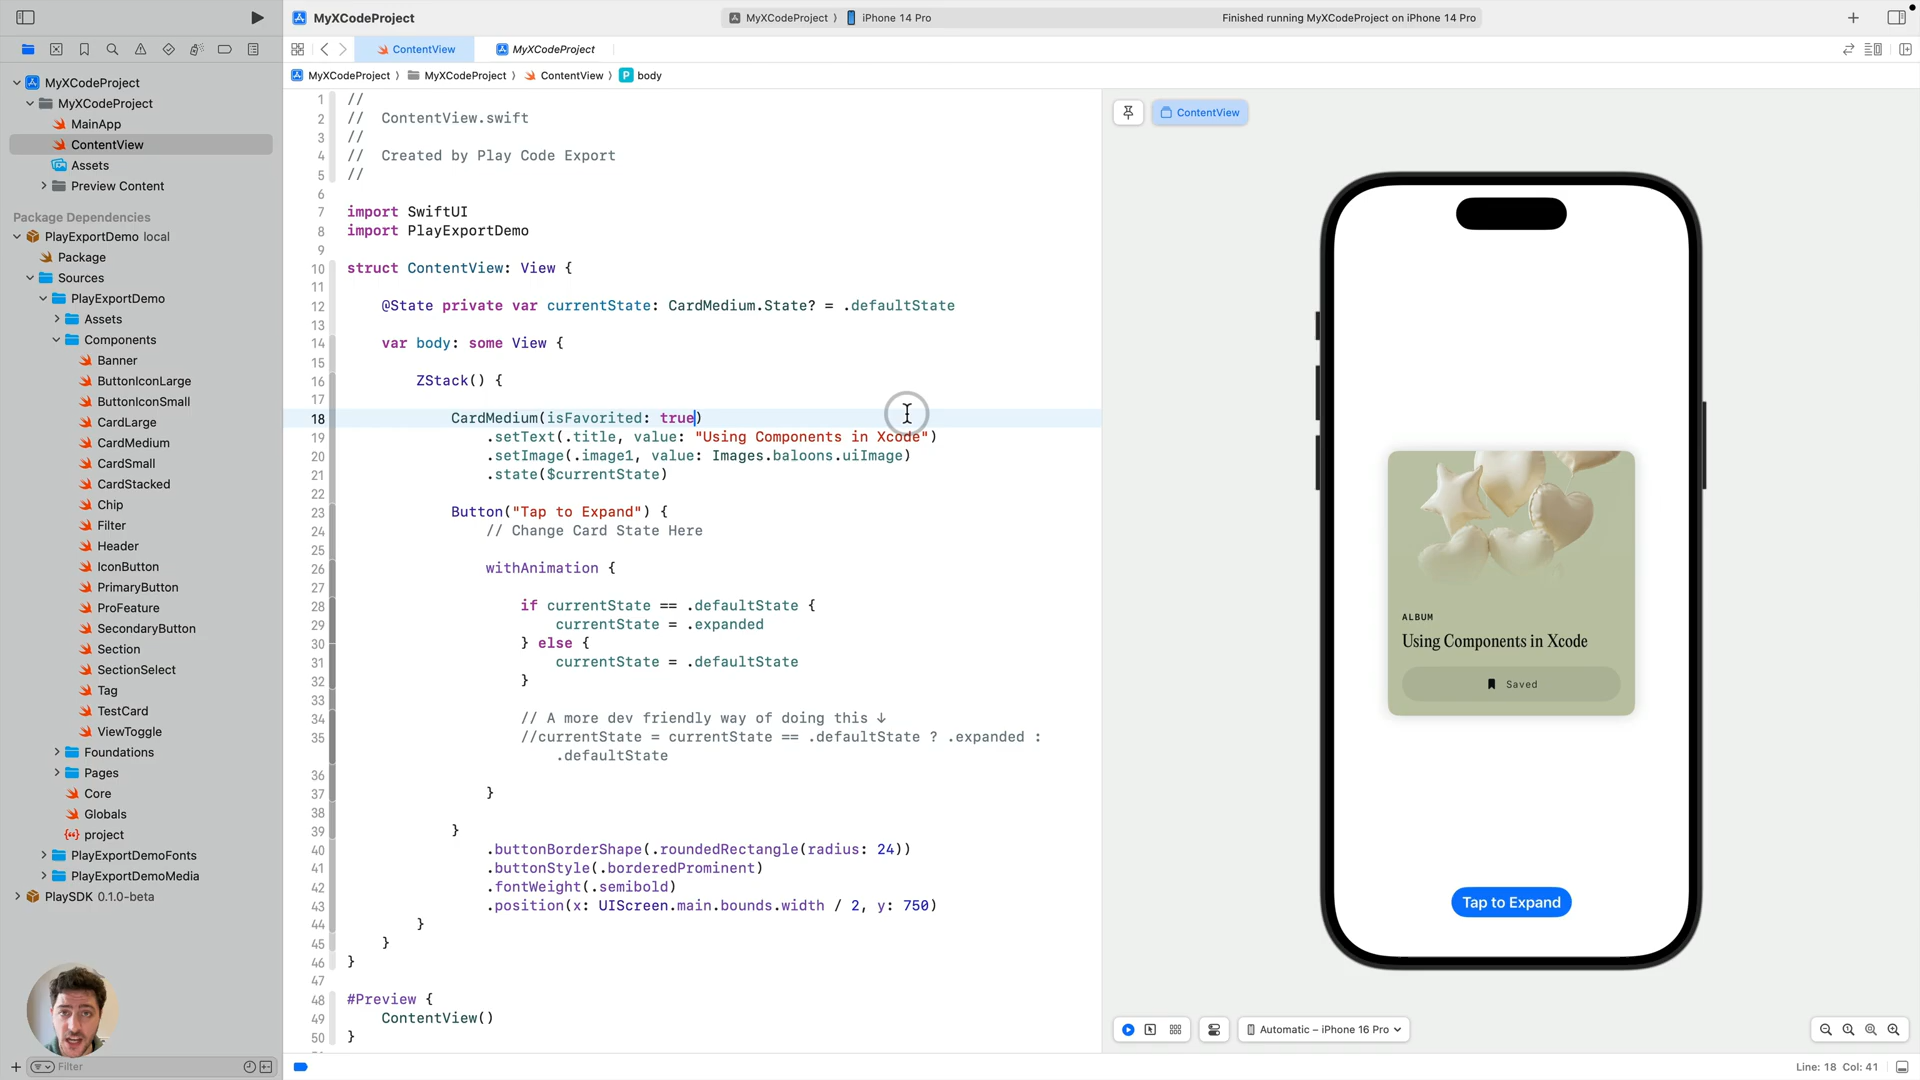 MyXCodeProject
MyXCodeProject
iPhone 14 Pro
Finished running MyXCodeProject on iPhone 14 Pro
ContentView
MyXCodeProject
MyXCodeProject
MyXCodeProject
ContentView
body
MyXCodeProject
MyXCodeProject
MainApp
ContentView
Assets
Preview Content
Package Dependencies
PlayExportDemo local
Package
Sources
PlayExportDemo
Assets
Components
Banner
ButtonIconLarge
ButtonIconSmall
CardLarge
CardMedium
CardSmall
CardStacked
Chip
Filter
Header
IconButton
PrimaryButton
ProFeature
SecondaryButton
Section
SectionSelect
Tag
TestCard
ViewToggle
Foundations
Pages
Core
Globals
project
PlayExportDemoFonts
PlayExportDemoMedia
PlaySDK 0.1.0-beta
Filter
1 //
2 // ContentView.swift
3 //
4 // Created by Play Code Export
5 //
6
7 import SwiftUI
8 import PlayExportDemo
9
10 struct ContentView: View {
11
12 @State private var currentState: CardMedium.State? = .defaultState
13
14 var body: some View {
15
16 ZStack() {
17
18 CardMedium(isFavorited: true)
19 .setText(.title, value: "Using Components in Xcode")
20 .setImage(.image1, value: Images.baloons.uiImage)
21 .state($currentState)
22
23 Button("Tap to Expand") {
24 // Change Card State Here
25
26 withAnimation {
27
28 if currentState == .defaultState {
29 currentState = .expanded
30 } else {
31 currentState = .defaultState
32 }
33
34 // A more dev friendly way of doing this ↓
35 //currentState = currentState == .defaultState ? .expanded :
.defaultState
36
37 }
38
39 }
40 .buttonBorderShape(.roundedRectangle(radius: 24))
41 .buttonStyle(.borderedProminent)
42 .fontWeight(.semibold)
43 .position(x: UIScreen.main.bounds.width / 2, y: 750)
44 }
45 }
46 }
47
48 #Preview {
49 ContentView()
50 }
ContentView
ALBUM
Using Components in Xcode
Saved
Tap to Expand
Automatic – iPhone 16 Pro
Line: 18 Col: 41